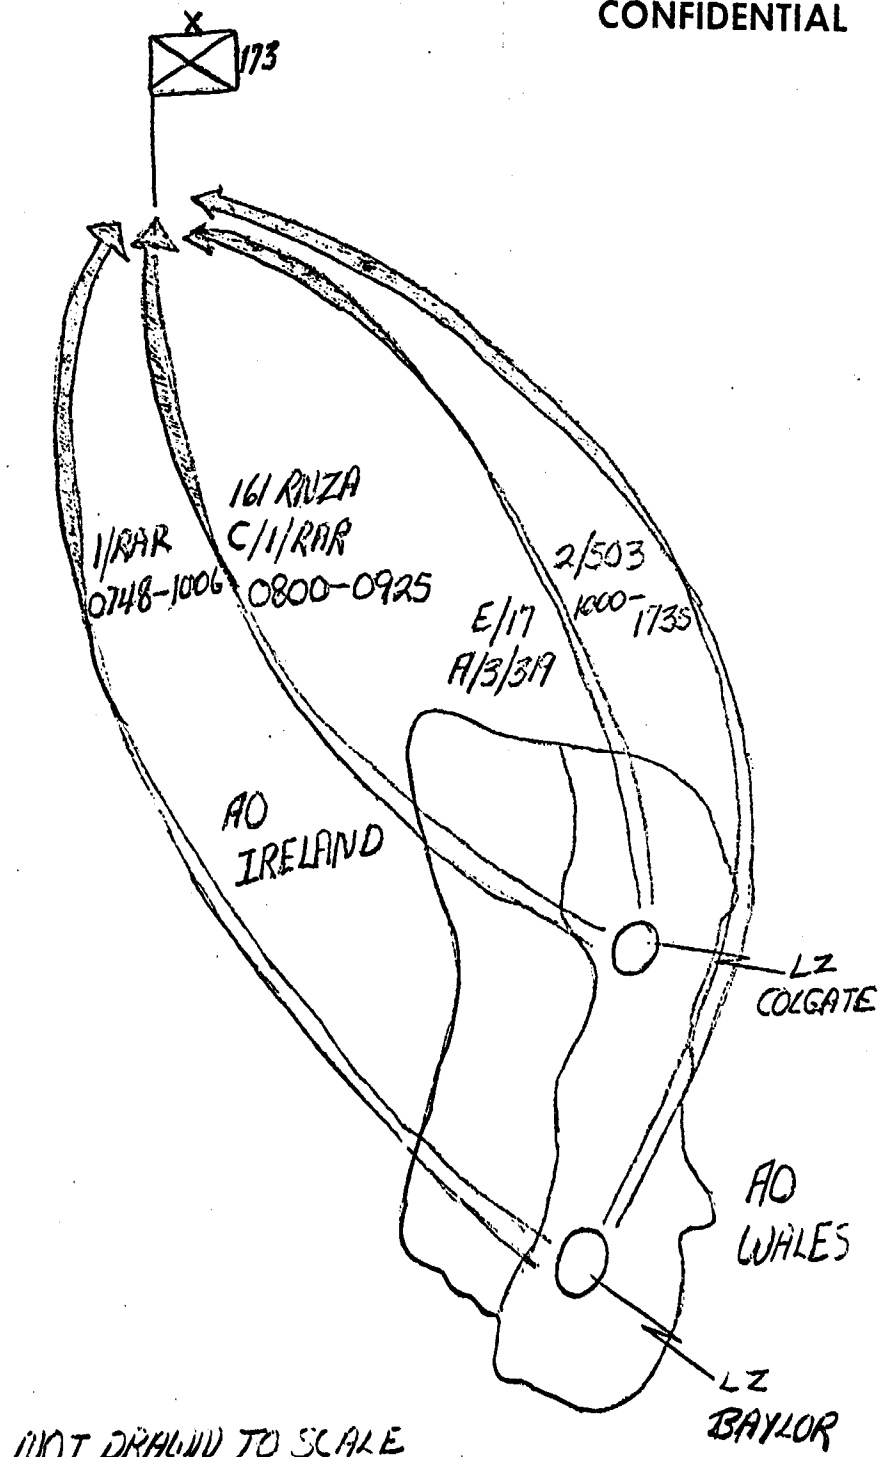 CONFIDENTIAL
X
173
161 RNZA
C/1/RAR
0800-0925
1/RAR
0748-1006
2/503
1000-
1735
E/17
A/3/319
AO
IRELAND
LZ
COLGATE
AO
WALES
LZ
BAYLOR
NOT DRAWN TO SCALE